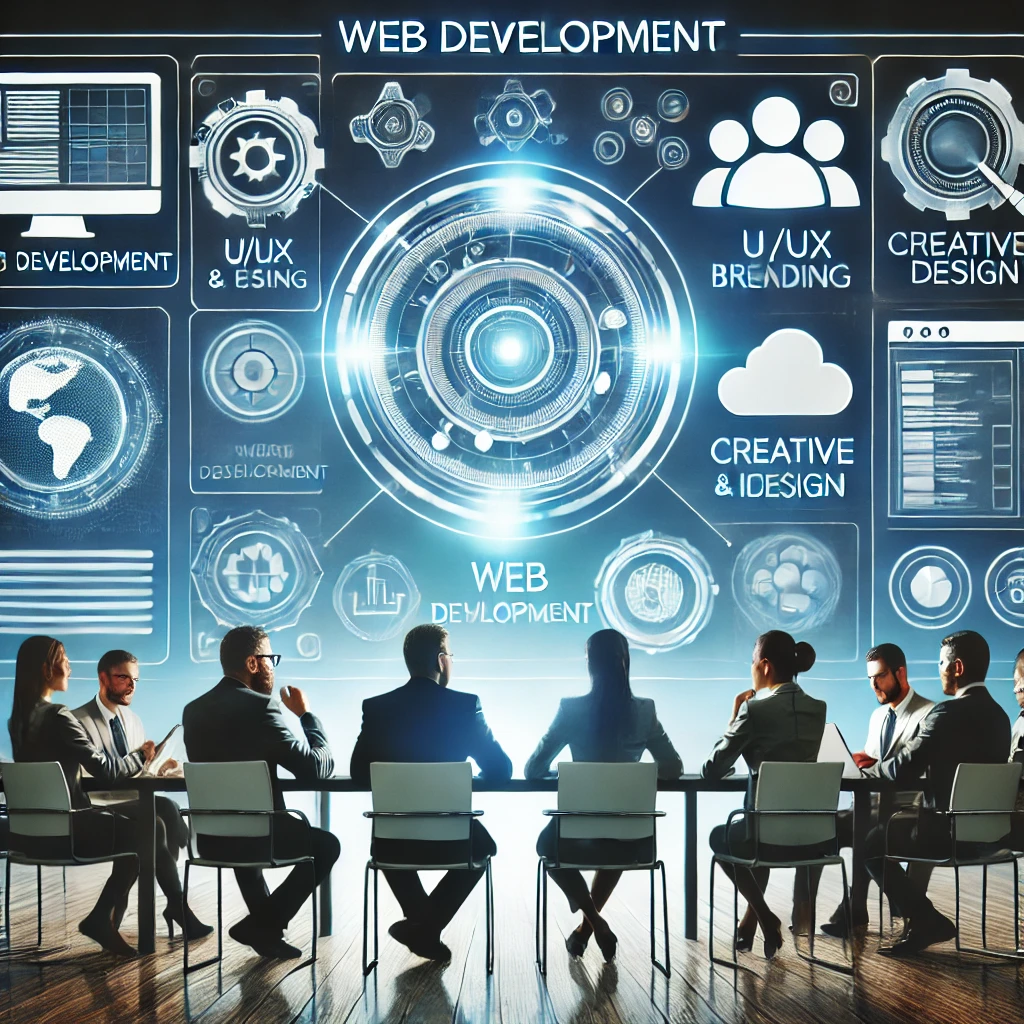 WEB DEVELOPMENT
DEVELOPMENT
U/UX
& ESING
U/UX
BREADING
CREATIVE
DESIGN
CREATIVE
& IDESIGN
WEB
DEVLOPMENT